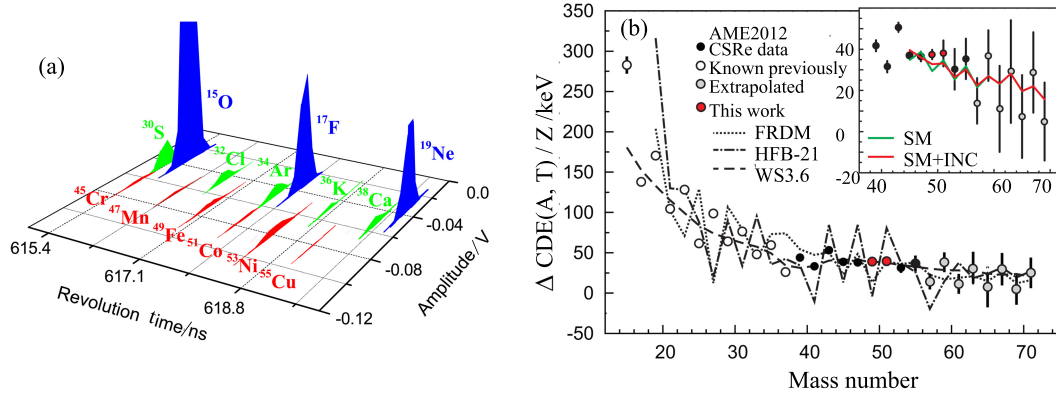 (a)
15O
17F
19Ne
30S
32Cl
34Ar
36K
38Ca
45Cr
47Mn
49Fe
51Co
53Ni
55Cu
615.4
617.1
618.8
Revolution time/ns
0.0
-0.04
-0.08
-0.12
Amplitude/V
(b)
350
300
250
200
150
100
50
0
-50
Δ CDE(A, T) / Z /keV
10
20
30
40
50
60
70
Mass number
AME2012
CSRe data
Known previously
Extrapolated
This work
FRDM
HFB-21
WS3.6
40
20
0
-20
40
50
60
70
SM
SM+INC